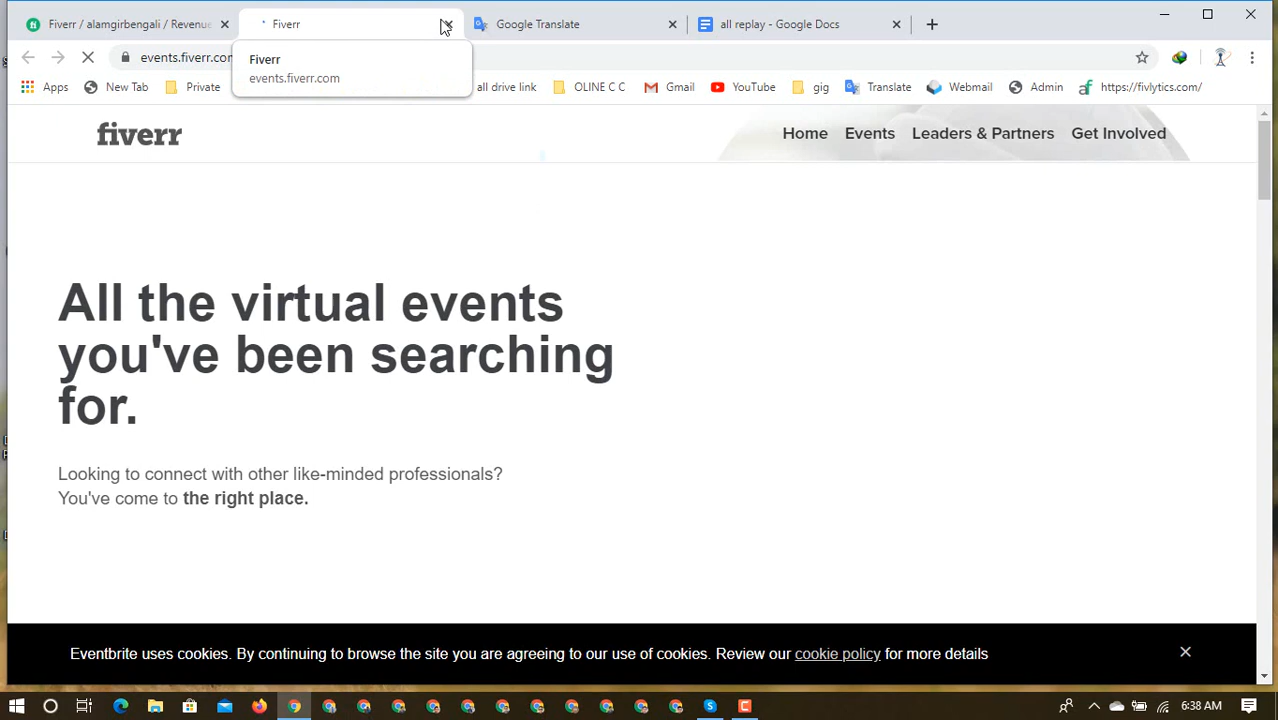 Fiverr / alamgirbengali / Revenue
Fiverr
Google Translate
all replay - Google Docs
events.fiverr.com
Fiverr
events.fiverr.com
Apps
New Tab
Private
all drive link
OLINE C C
Gmail
YouTube
gig
Translate
Webmail
Admin
https://fivlytics.com/
fiverr
Home
Events
Leaders & Partners
Get Involved
All the virtual events
you've been searching
for.
Looking to connect with other like-minded professionals?
You've come to the right place.
Eventbrite uses cookies. By continuing to browse the site you are agreeing to our use of cookies. Review our cookie policy for more details
6:38 AM